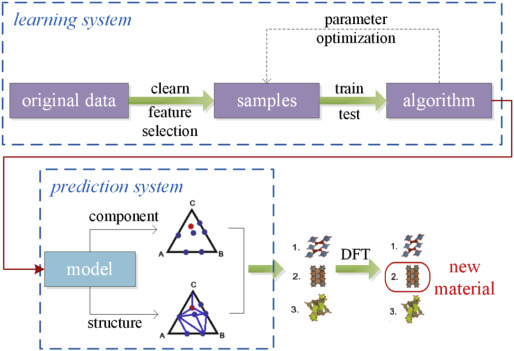 learning system
parameter
optimization
original data
clearn
feature
selection
samples
train
test
algorithm
prediction system
model
component
structure
C
A
B
C
A
B
1.
2.
3.
DFT
1.
2.
3.
new
material